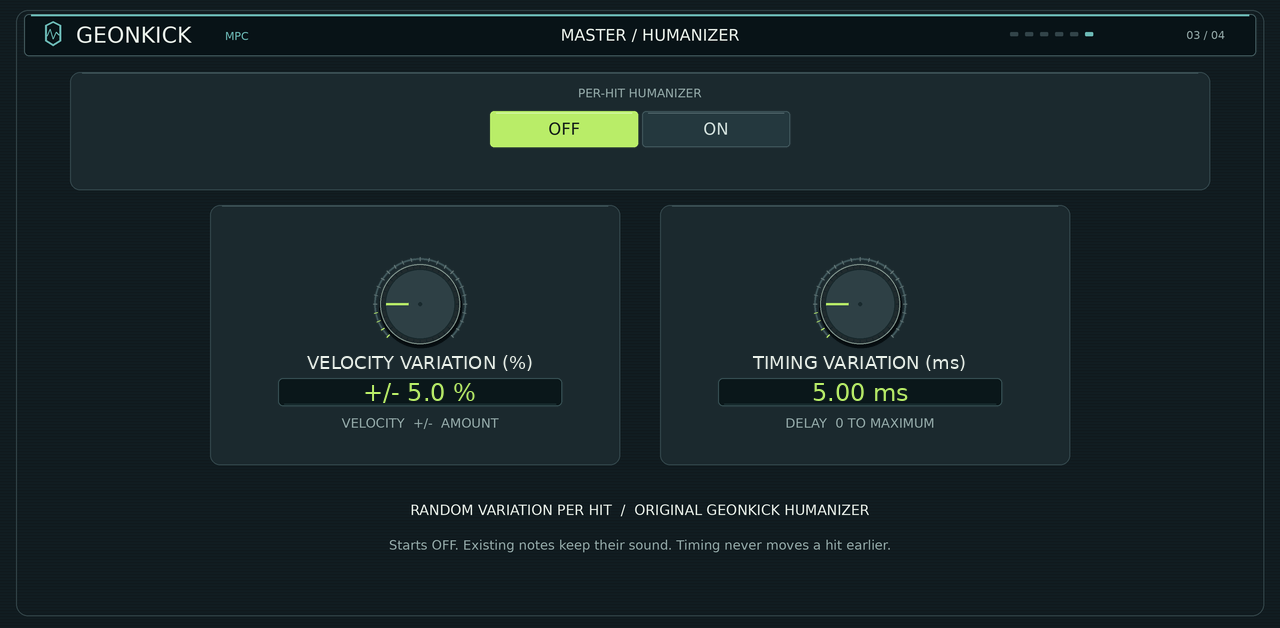 GEONKICK MPC MASTER / HUMANIZER 03 / 04
PER-HIT HUMANIZER
OFF ON
VELOCITY VARIATION (%)
+/- 5.0 %
VELOCITY +/- AMOUNT
TIMING VARIATION (ms)
5.00 ms
DELAY 0 TO MAXIMUM
RANDOM VARIATION PER HIT / ORIGINAL GEONKICK HUMANIZER
Starts OFF. Existing notes keep their sound. Timing never moves a hit earlier.